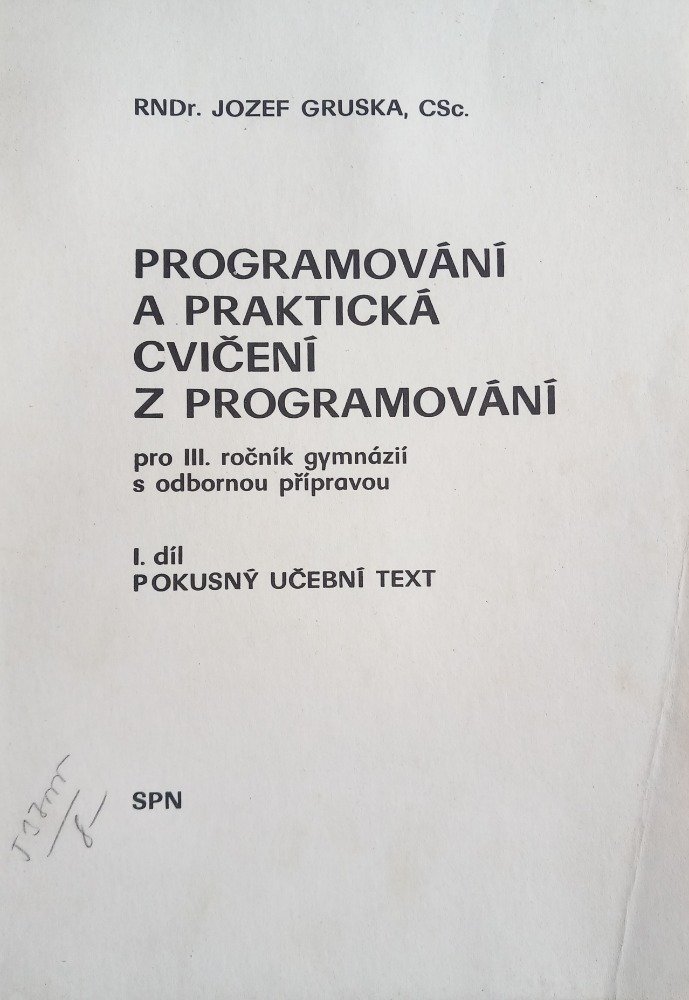 RNDr. JOZEF GRUSKA, CSc.
PROGRAMOVÁNÍ
A PRAKTICKÁ
CVIČENÍ
Z PROGRAMOVÁNÍ
pro III. ročník gymnázií
s odbornou přípravou
I. díl
POKUSNÝ UČEBNÍ TEXT
SPN